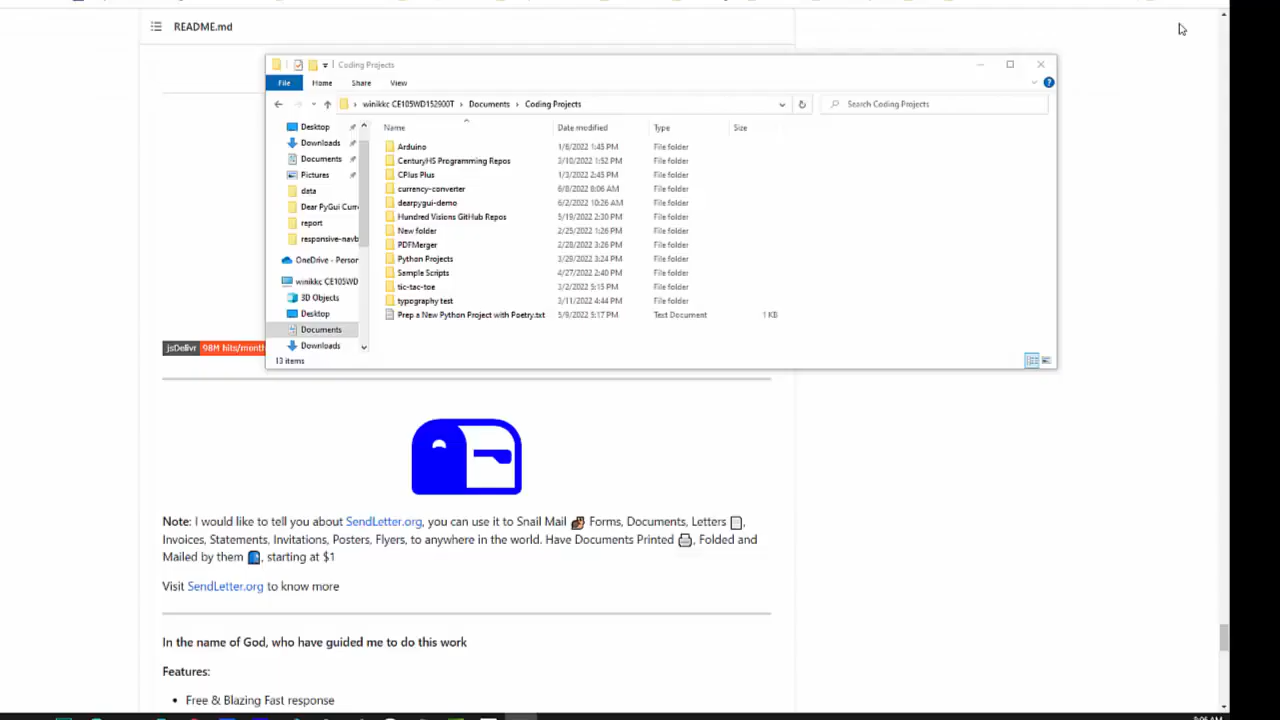 README.md
Coding Projects
File
Home
Share
View
winikkc CE105WD152900T
Documents
Coding Projects
Search Coding Projects
Desktop
Downloads
Documents
Pictures
data
Dear PyGui Curr
report
responsive-navb
OneDrive - Person
winikkc CE105WD
3D Objects
Desktop
Documents
Downloads
Name Date modified Type Size
Arduino 1/6/2022 1:45 PM File folder
CenturyHS Programming Repos 3/10/2022 1:52 PM File folder
CPlus Plus 1/3/2022 2:45 PM File folder
currency-converter 6/8/2022 8:06 AM File folder
dearpygui-demo 6/2/2022 10:26 AM File folder
Hundred Visions GitHub Repos 5/19/2022 2:30 PM File folder
New folder 2/25/2022 1:26 PM File folder
PDFMerger 2/28/2022 3:26 PM File folder
Python Projects 3/29/2022 3:24 PM File folder
Sample Scripts 4/27/2022 2:40 PM File folder
tic-tac-toe 3/2/2022 5:15 PM File folder
typography test 3/11/2022 4:44 PM File folder
Prep a New Python Project with Poetry.txt 5/9/2022 5:17 PM Text Document 1 KB
13 items
jsDelivr 98M hits/month
Note: I would like to tell you about SendLetter.org, you can use it to Snail Mail Forms, Documents, Letters ,
Invoices, Statements, Invitations, Posters, Flyers, to anywhere in the world. Have Documents Printed , Folded and
Mailed by them , starting at $1
Visit SendLetter.org to know more
In the name of God, who have guided me to do this work
Features:
• Free & Blazing Fast response